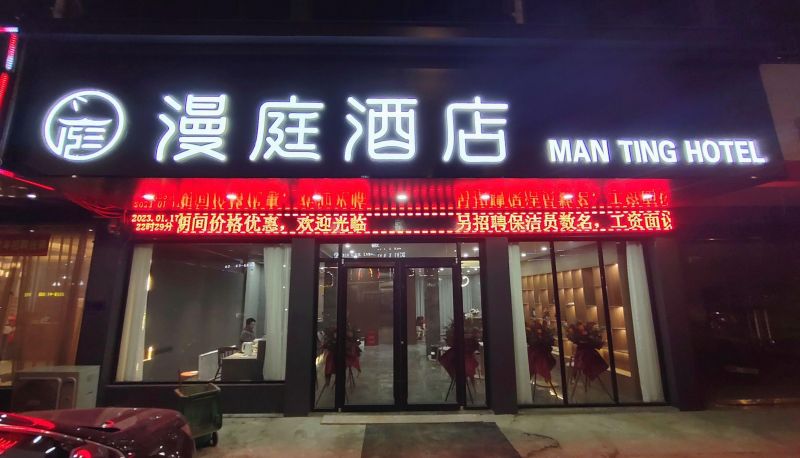 漫庭酒店
MAN TING HOTEL
2023.01.17
22时29分
期间价格优惠，欢迎光临
另招聘保洁员数名，工资面议